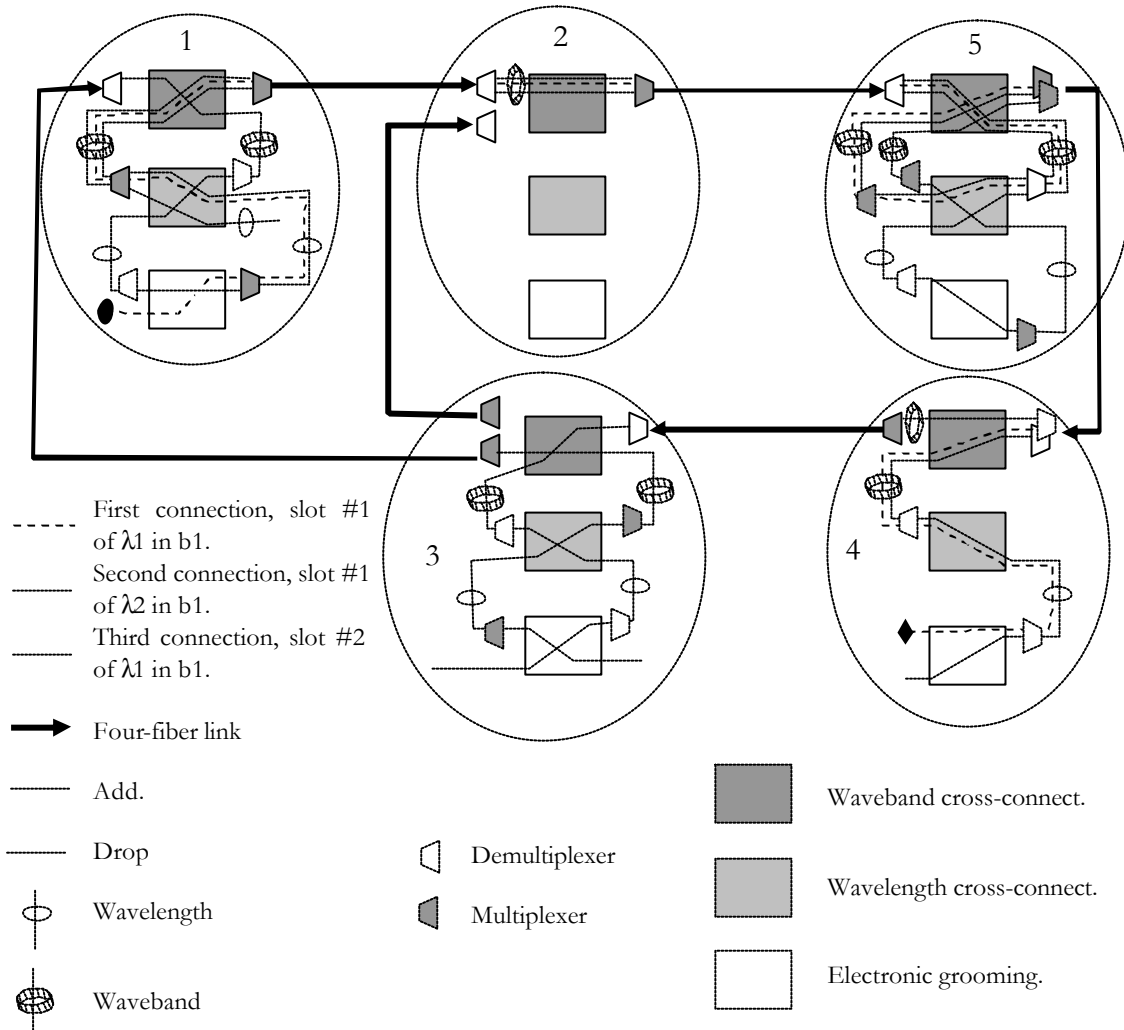 1
2
5
3
4
First connection, slot #1
of λ1 in b1.
Second connection, slot #1
of λ2 in b1.
Third connection, slot #2
of λ1 in b1.
Four-fiber link
Add.
Drop
Wavelength
Waveband
Demultiplexer
Multiplexer
Waveband cross-connect.
Wavelength cross-connect.
Electronic grooming.